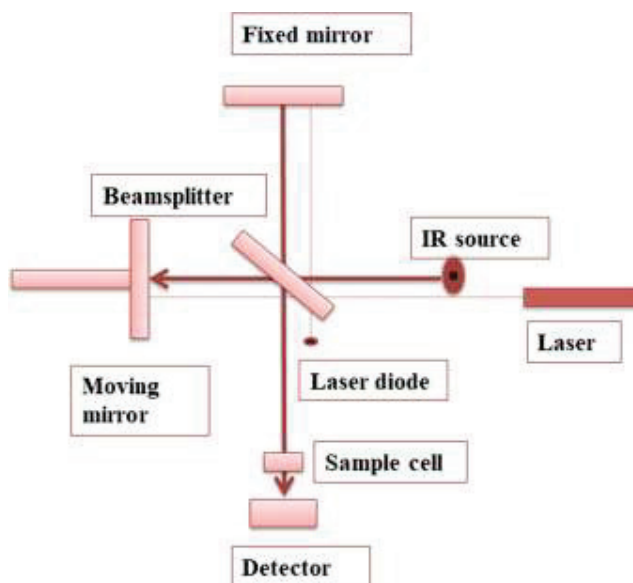 Fixed mirror
Beamsplitter
IR source
Laser
Moving
mirror
Laser diode
Sample cell
Detector